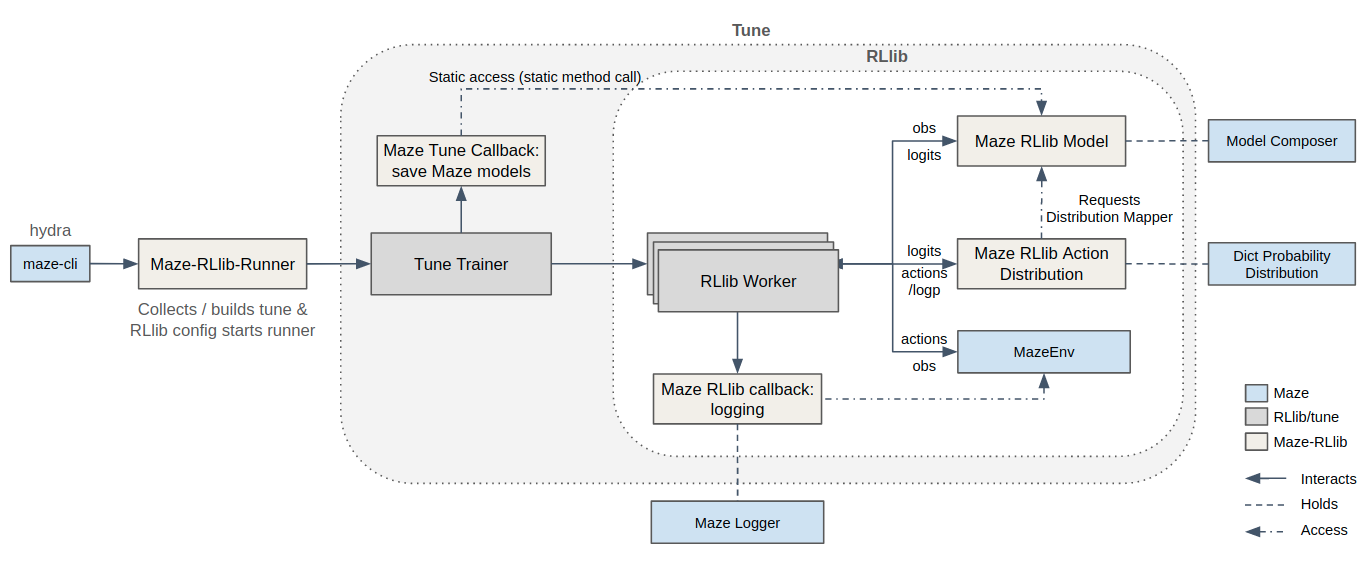 Tune
RLlib
Static access (static method call)
Maze Tune Callback:
save Maze models
obs
logits
Maze RLlib Model
Model Composer
Requests
Distribution Mapper
hydra
maze-cli
Maze-RLlib-Runner
Collects / builds tune &
RLlib config starts runner
Tune Trainer
RLlib Worker
logits
actions
/logp
Maze RLlib Action
Distribution
Dict Probability
Distribution
actions
obs
MazeEnv
Maze RLlib callback:
logging
Maze Logger
Maze
RLlib/tune
Maze-RLlib
Interacts
Holds
Access